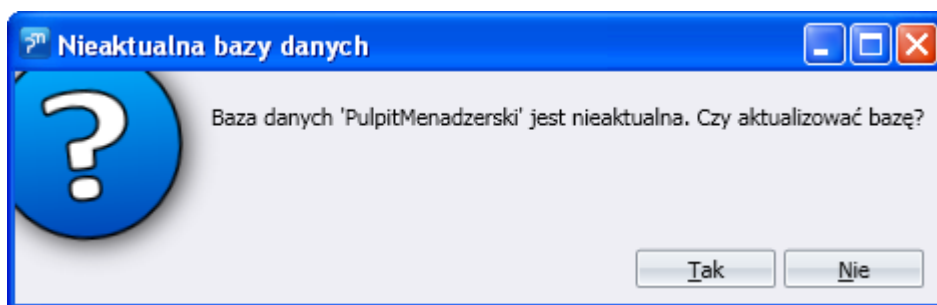 Nieaktualna bazy danych
Baza danych 'PulpitMenadzerski' jest nieaktualna. Czy aktualizować bazę?
Tak Nie